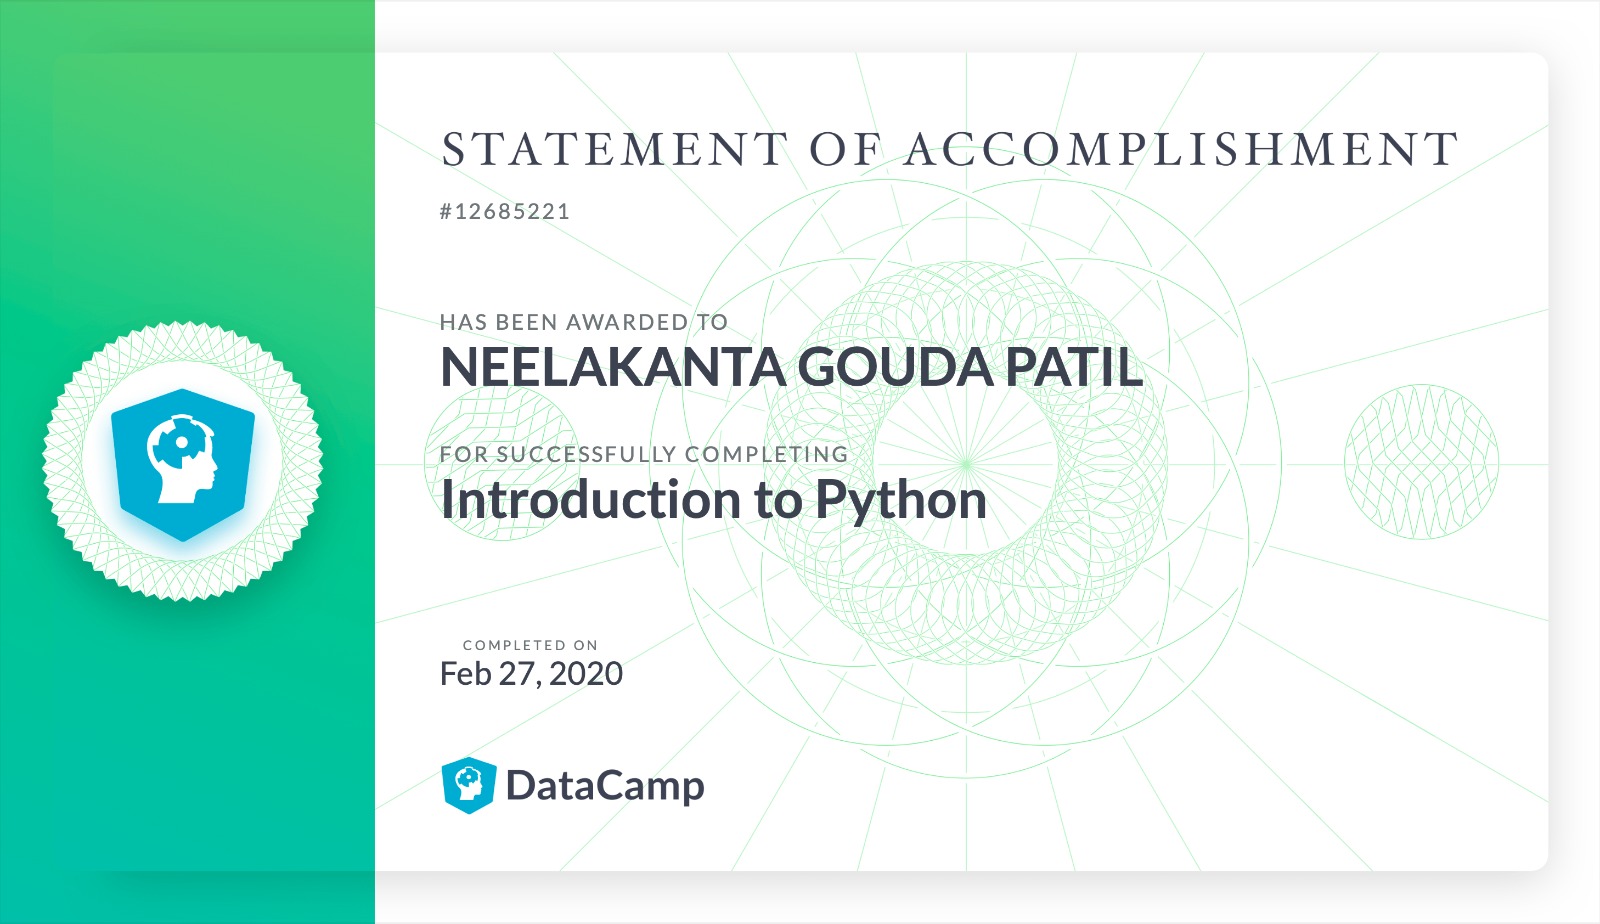 STATEMENT OF ACCOMPLISHMENT
#12685221
HAS BEEN AWARDED TO
NEELAKANTA GOUDA PATIL
FOR SUCCESSFULLY COMPLETING
Introduction to Python
COMPLETED ON
Feb 27, 2020
DataCamp